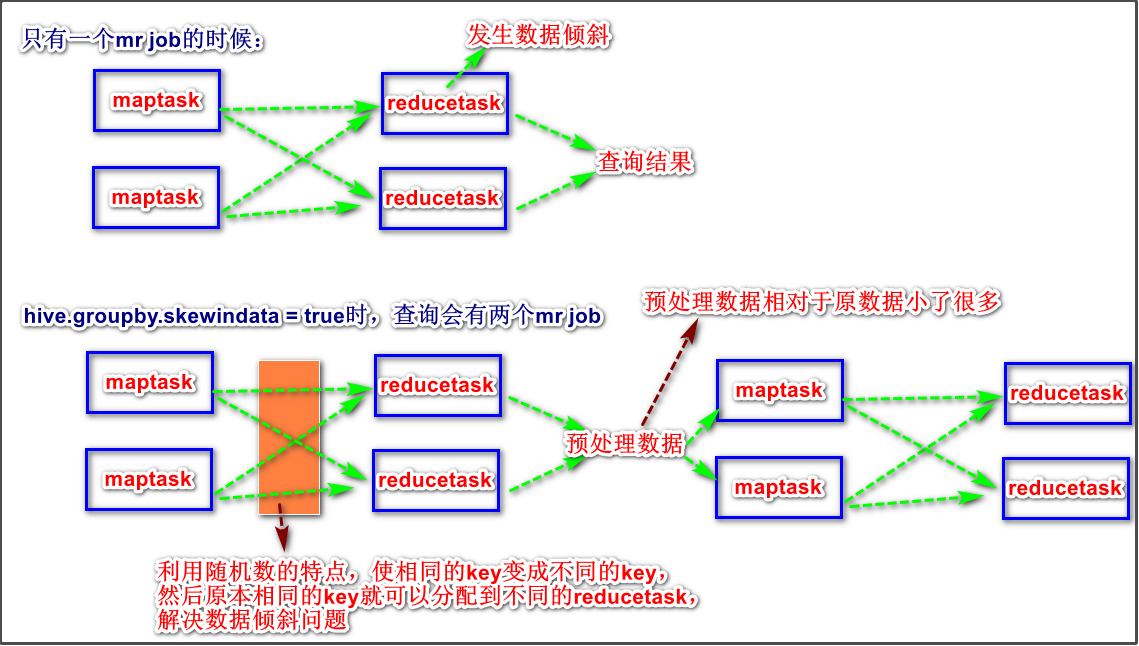 只有一个mr job的时候：
发生数据倾斜
maptask
reducetask
查询结果
maptask
reducetask
预处理数据相对于原数据小了很多
hive.groupby.skewindata = true时，查询会有两个mr job
maptask
reducetask
maptask
reducetask
预处理数据
maptask
reducetask
maptask
reducetask
利用随机数的特点，使相同的key变成不同的key，
然后原本相同的key就可以分配到不同的reducetask，
解决数据倾斜问题